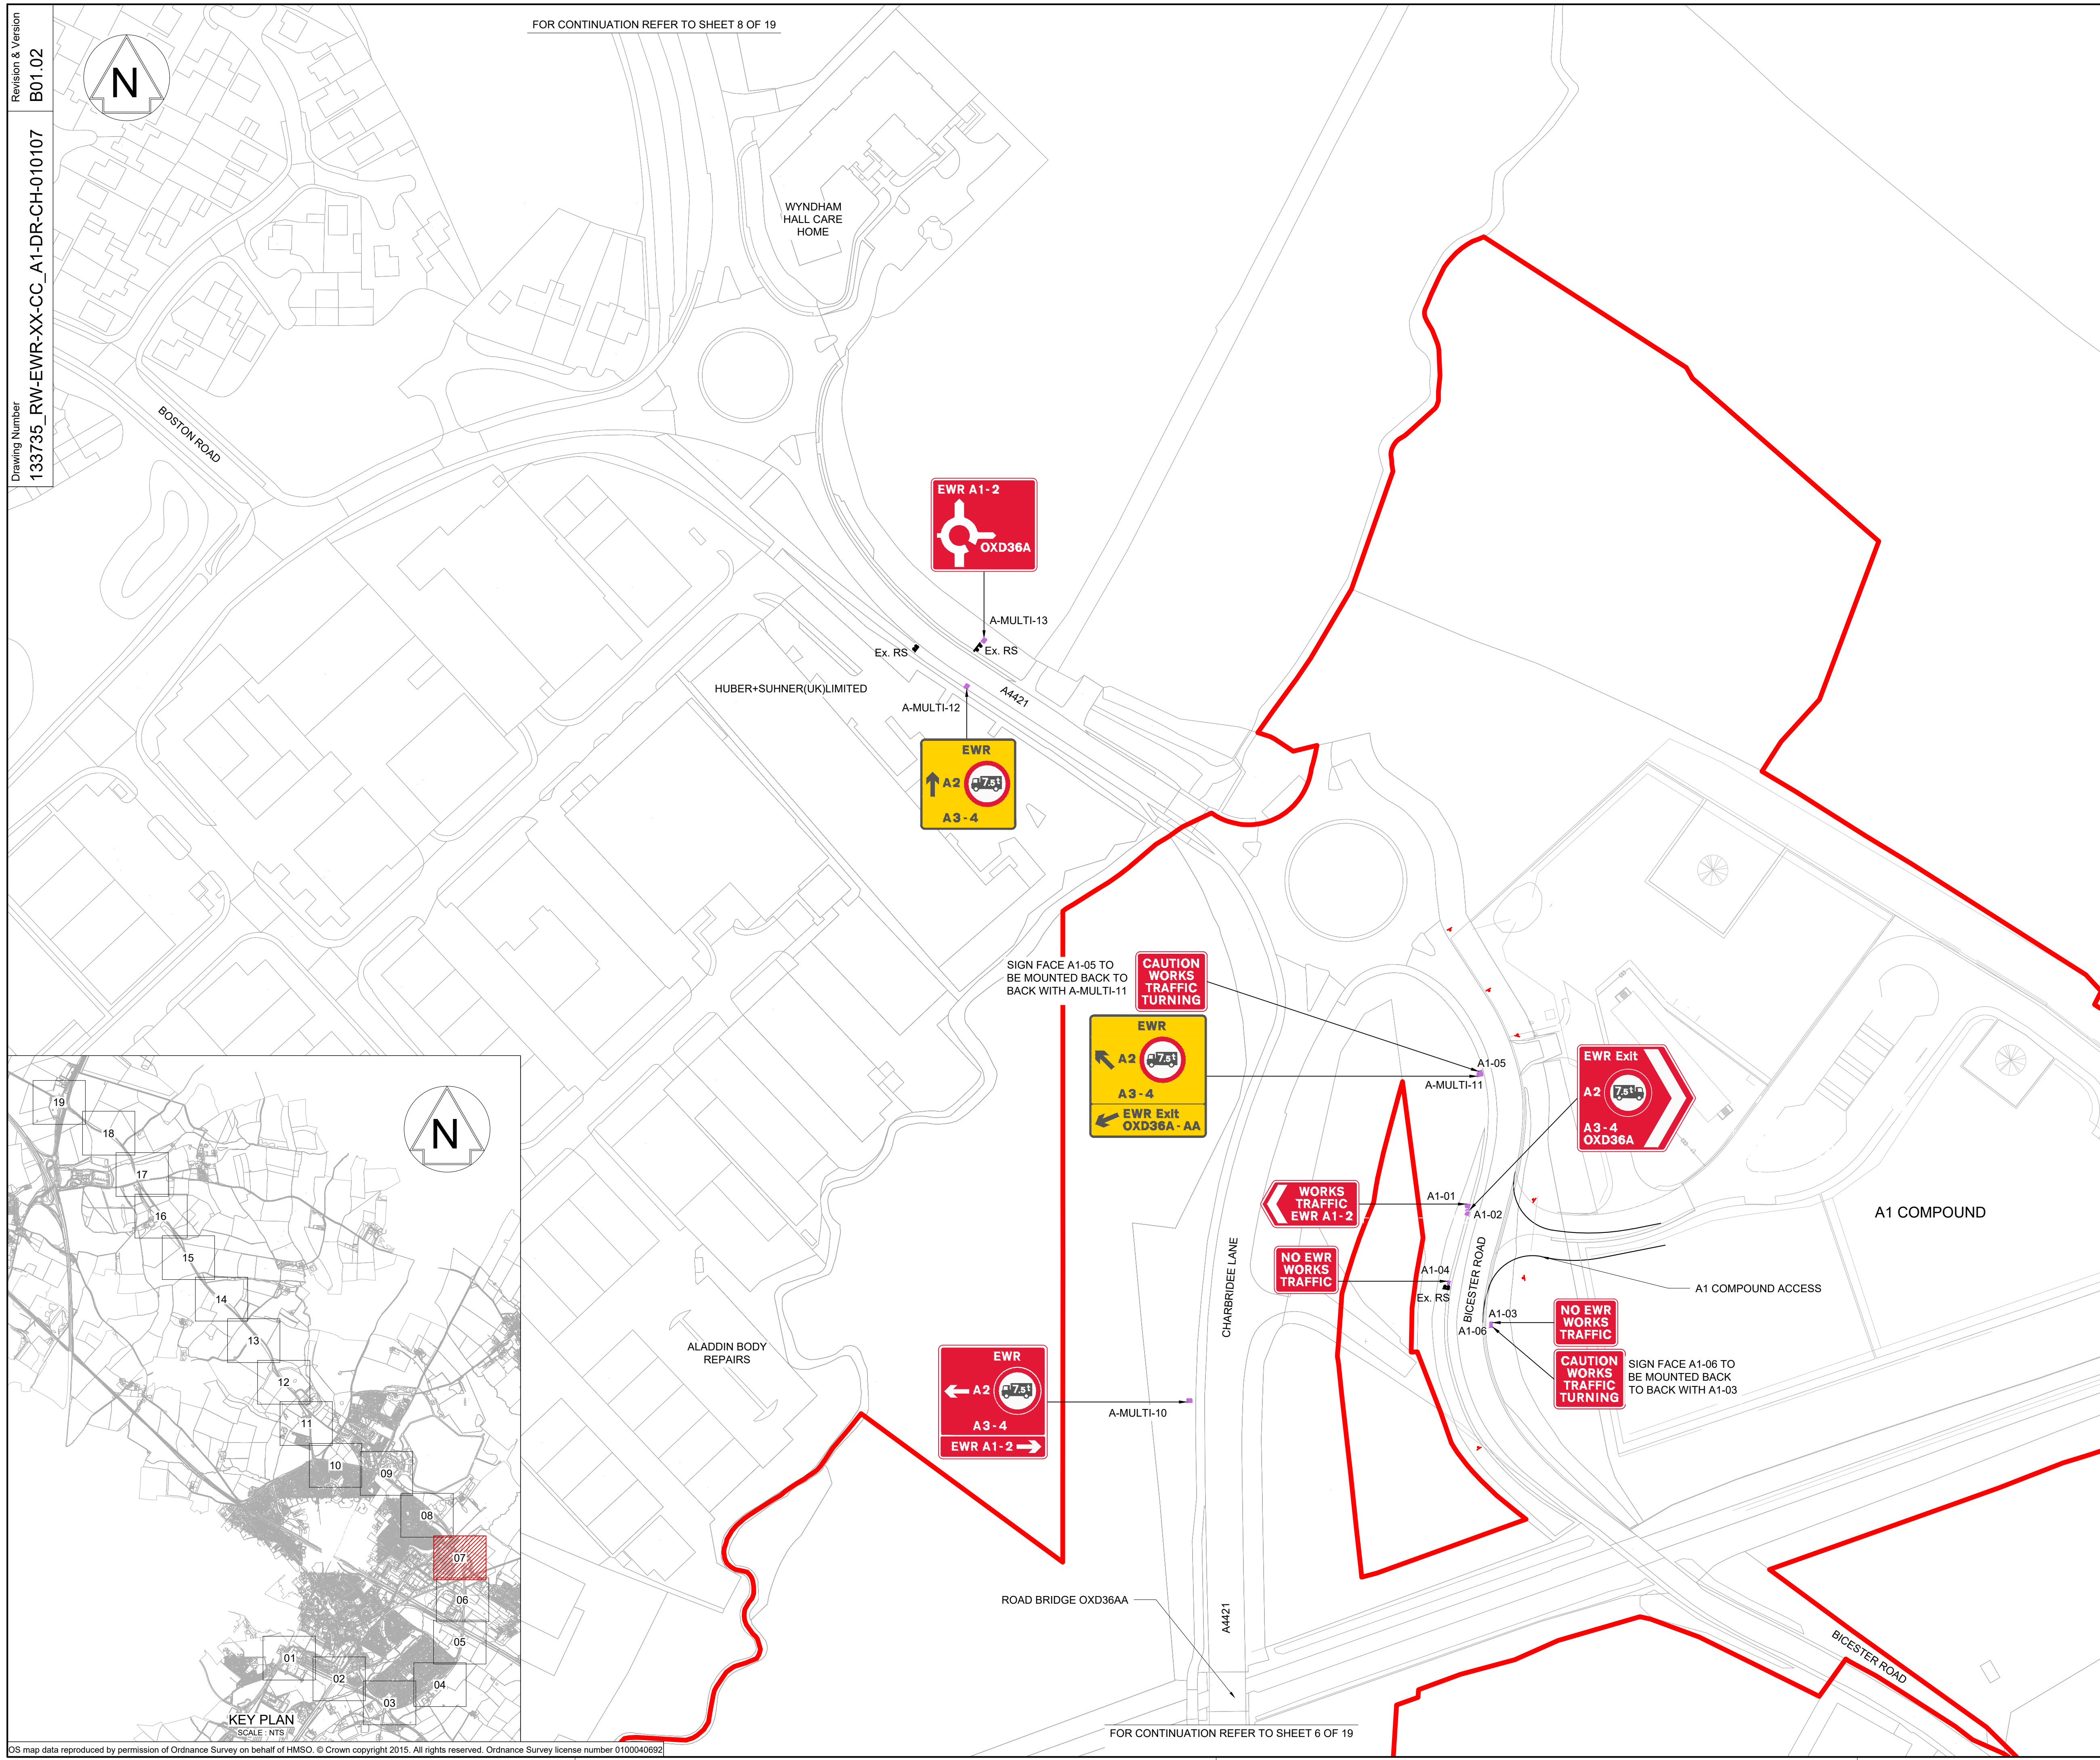 Revision & Version
B01.02
Drawing Number
133735_RW-EWR-XX-CC_A1-DR-CH-010107
N
FOR CONTINUATION REFER TO SHEET 8 OF 19
WYNDHAM
HALL CARE
HOME
BOSTON ROAD
EWR A1-2
OXD36A
A-MULTI-13
Ex. RS
Ex. RS
HUBER+SUHNER(UK)LIMITED
A4421
A-MULTI-12
EWR
A2
7.5t
A3-4
SIGN FACE A1-05 TO
BE MOUNTED BACK TO
BACK WITH A-MULTI-11
CAUTION
WORKS
TRAFFIC
TURNING
EWR
A2
7.5t
A3-4
EWR Exit
OXD36A-AA
A1-05
A-MULTI-11
EWR Exit
A2
7.5t
A3-4
OXD36A
WORKS
TRAFFIC
EWR A1-2
A1-01
A1-02
NO EWR
WORKS
TRAFFIC
A1-04
Ex. RS
BICESTER ROAD
CHARBRIDEE LANE
A1 COMPOUND
A1 COMPOUND ACCESS
A1-03
A1-06
NO EWR
WORKS
TRAFFIC
CAUTION
WORKS
TRAFFIC
TURNING
SIGN FACE A1-06 TO
BE MOUNTED BACK
TO BACK WITH A1-03
ALADDIN BODY
REPAIRS
EWR
A2
7.5t
A3-4
EWR A1-2
A-MULTI-10
ROAD BRIDGE OXD36AA
A4421
BICESTER ROAD
FOR CONTINUATION REFER TO SHEET 6 OF 19
N
19
18
17
16
15
14
13
12
11
10
09
08
07
06
05
04
03
02
01
KEY PLAN
SCALE : NTS
OS map data reproduced by permission of Ordnance Survey on behalf of HMSO. © Crown copyright 2015. All rights reserved. Ordnance Survey license number 0100040692